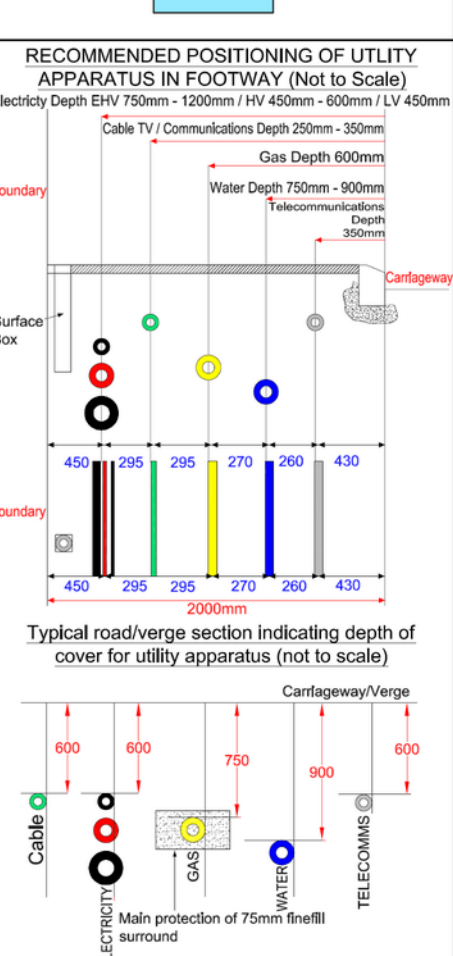 RECOMMENDED POSITIONING OF UTLITY
APPARATUS IN FOOTWAY (Not to Scale)
lectricty Depth EHV 750mm - 1200mm / HV 450mm - 600mm / LV 450mm
Cable TV / Communications Depth 250mm - 350mm
Gas Depth 600mm
oundary
Water Depth 750mm - 900mm
Telecommunications
Depth
350mm
Carriageway
urface
ox
450 295 295 270 260 430
oundary
450 295 295 270 260 430
2000mm
Typical road/verge section indicating depth of
cover for utility apparatus (not to scale)
Carriageway/Verge
600 600 750 900 600
Cable
LECTRICITY
GAS
WATER
TELECOMMS
Main protection of 75mm finefill
surround